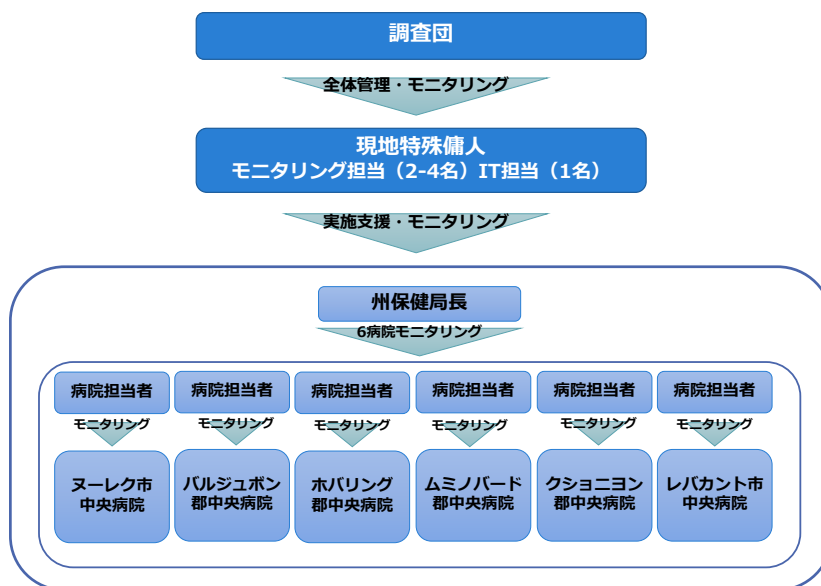 調査団
全体管理・モニタリング
現地特殊傭人
モニタリング担当（2-4名）IT担当（1名）
実施支援・モニタリング
州保健局長
6病院モニタリング
病院担当者 病院担当者 病院担当者 病院担当者 病院担当者 病院担当者
モニタリング モニタリング モニタリング モニタリング モニタリング モニタリング
ヌーレク市
中央病院
バルジュボン
郡中央病院
ホバリング
郡中央病院
ムミノバード
郡中央病院
クショニヨン
郡中央病院
レバカント市
中央病院